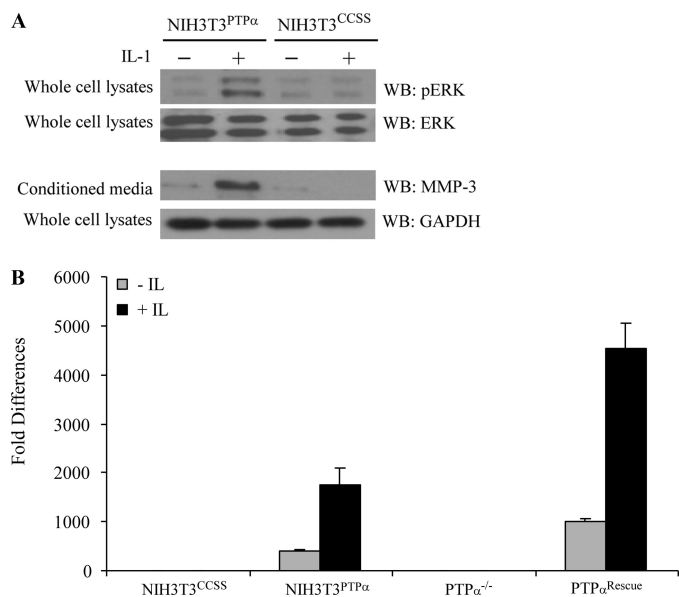 A
NIH3T3PTPα NIH3T3CCSS
IL-1 − + − +
Whole cell lysates WB: pERK
Whole cell lysates WB: ERK
Conditioned media WB: MMP-3
Whole cell lysates WB: GAPDH
B
- IL
+ IL
Fold Differences
6000
5000
4000
3000
2000
1000
0
NIH3T3CCSS NIH3T3PTPα PTPα-/- PTPαRescue